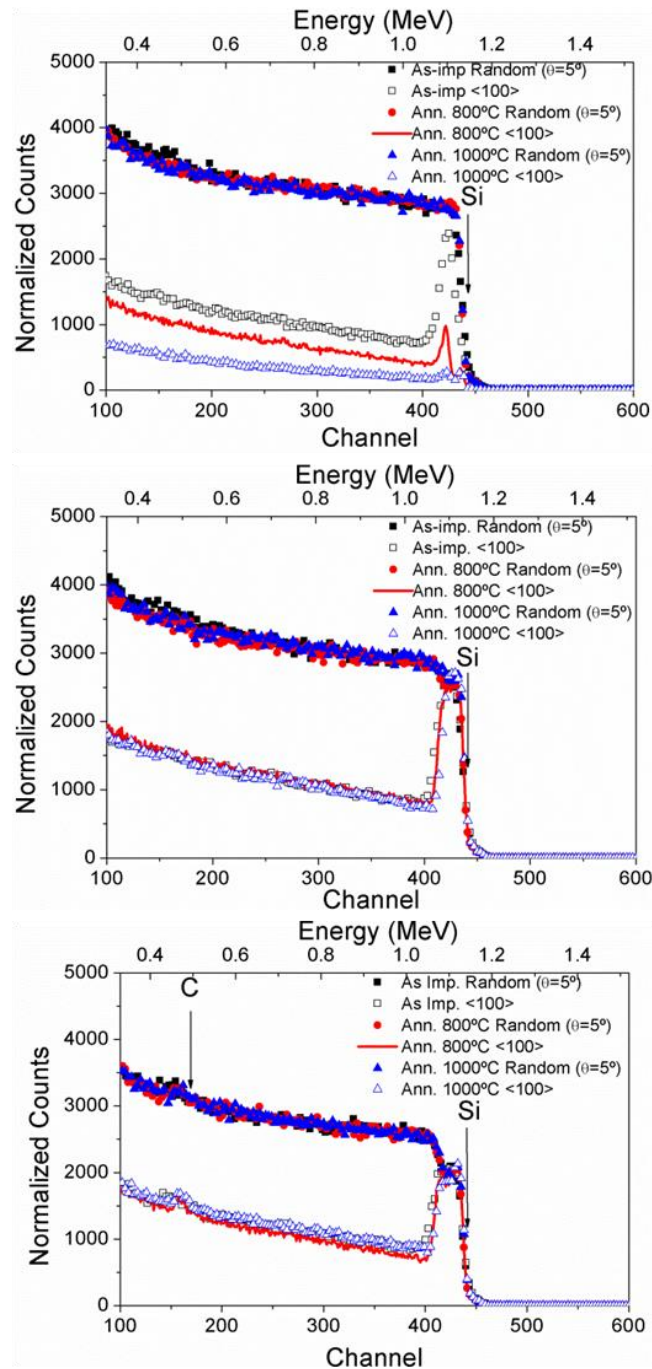 Energy (MeV)
0.4 0.6 0.8 1.0 1.2 1.4
5000
4000
3000
2000
1000
0
Normalized Counts
As-imp Random (θ=5º)
As-imp <100>
Ann. 800ºC Random (θ=5º)
Ann. 800ºC <100>
Ann. 1000ºC Random (θ=5º)
Ann. 1000ºC <100>
Si
100 200 300 400 500 600
Channel
Energy (MeV)
0.4 0.6 0.8 1.0 1.2 1.4
5000
4000
3000
2000
1000
0
Normalized Counts
As-imp. Random (θ=5º)
As-imp. <100>
Ann. 800ºC Random (θ=5º)
Ann. 800ºC <100>
Ann. 1000ºC Random (θ=5º)
Ann. 1000ºC <100>
Si
100 200 300 400 500 600
Channel
Energy (MeV)
0.4 0.6 0.8 1.0 1.2 1.4
5000
4000
3000
2000
1000
0
Normalized Counts
C
As Imp. Random (θ=5º)
As Imp. <100>
Ann. 800ºC Random (θ=5º)
Ann. 800ºC <100>
Ann. 1000ºC Random (θ=5º)
Ann. 1000ºC <100>
Si
100 200 300 400 500 600
Channel